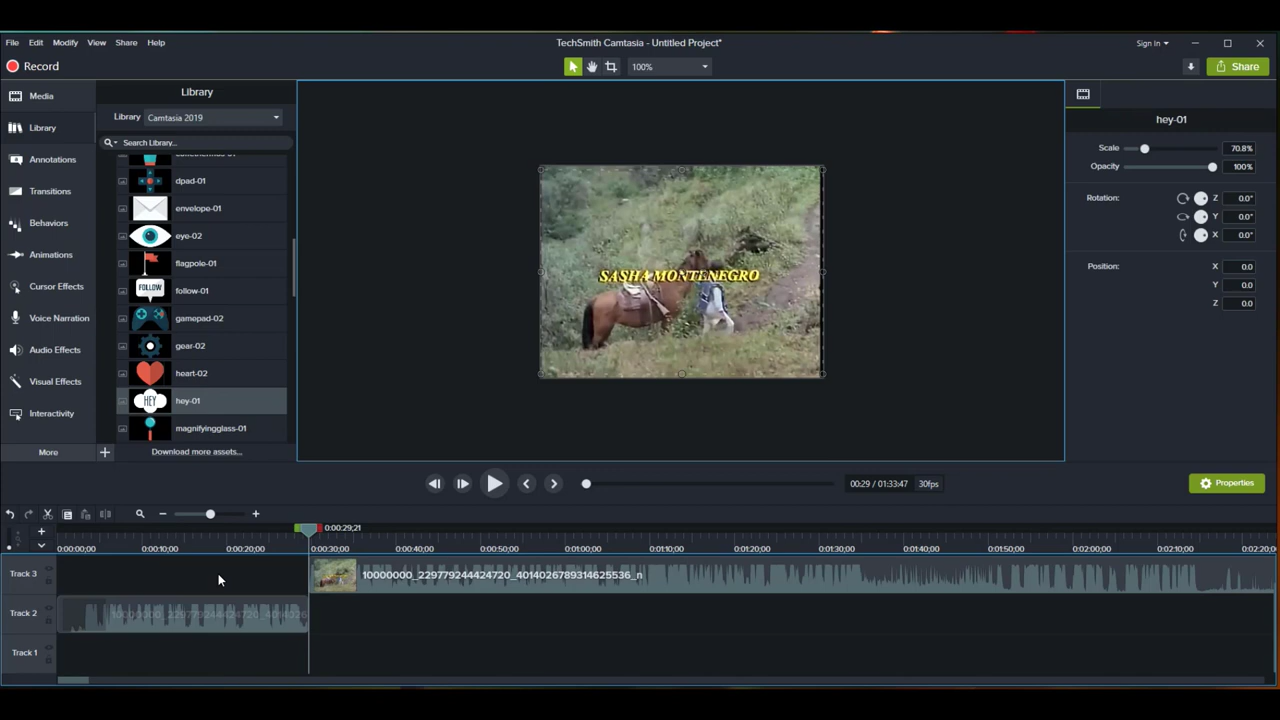 File Edit Modify View Share Help
TechSmith Camtasia - Untitled Project*
Sign In
Record
100%
Share
Media
Library
Annotations
Transitions
Behaviors
Animations
Cursor Effects
Voice Narration
Audio Effects
Visual Effects
Interactivity
More
Library
Library Camtasia 2019
Search Library...
dpad-01
envelope-01
eye-02
flagpole-01
FOLLOW
follow-01
gamepad-02
gear-02
heart-02
HEY
hey-01
magnifyingglass-01
Download more assets...
SASHA MONTENEGRO
hey-01
Scale 70.8%
Opacity 100%
Rotation: Z 0.0°
Y 0.0°
X 0.0°
Position: X 0.0
Y 0.0
Z 0.0
00:29 / 01:33:47 30fps
Properties
0:00:29;21
0:00:00;00 0:00:10;00 0:00:20;00 0:00:30;00 0:00:40;00 0:00:50;00 0:01:00;00 0:01:10;00 0:01:20;00 0:01:30;00 0:01:40;00 0:01:50;00 0:02:00;00 0:02:10;00
Track 3
10000000_229779244424720_4014026789314625536_n
Track 2
Track 1